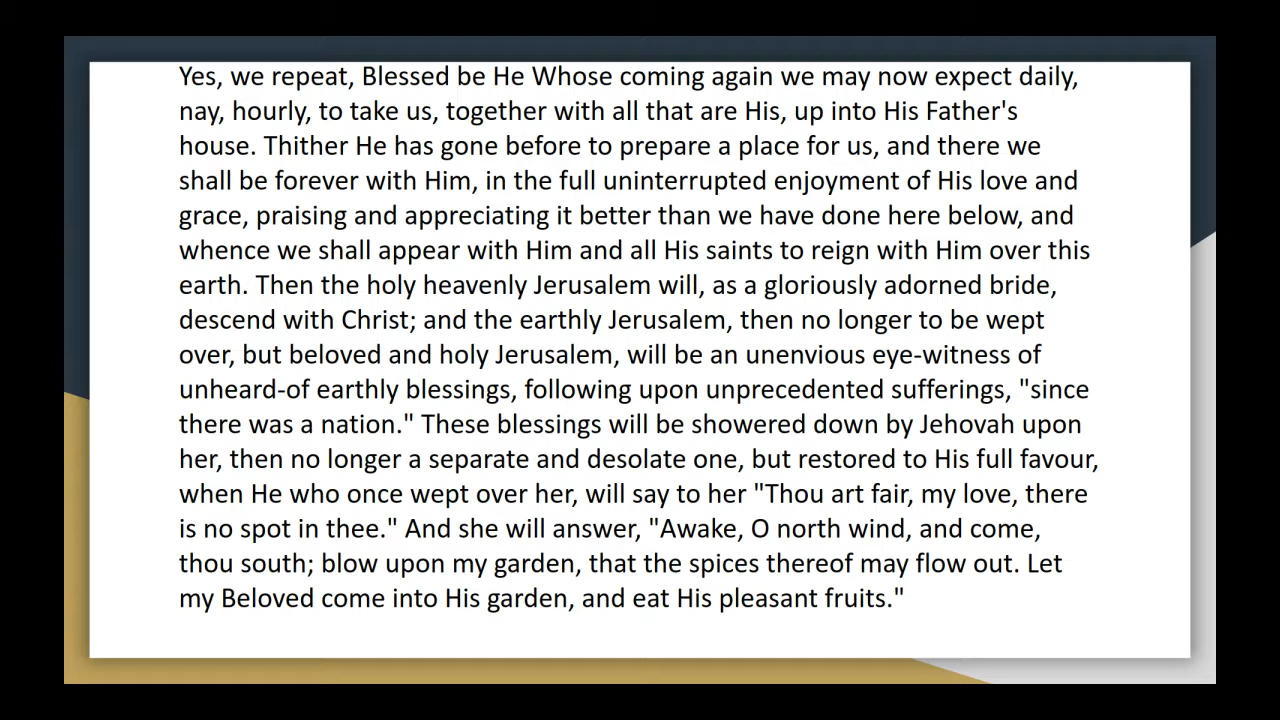 Yes, we repeat, Blessed be He Whose coming again we may now expect daily,
nay, hourly, to take us, together with all that are His, up into His Father's
house. Thither He has gone before to prepare a place for us, and there we
shall be forever with Him, in the full uninterrupted enjoyment of His love and
grace, praising and appreciating it better than we have done here below, and
whence we shall appear with Him and all His saints to reign with Him over this
earth. Then the holy heavenly Jerusalem will, as a gloriously adorned bride,
descend with Christ; and the earthly Jerusalem, then no longer to be wept
over, but beloved and holy Jerusalem, will be an unenvious eye-witness of
unheard-of earthly blessings, following upon unprecedented sufferings, "since
there was a nation." These blessings will be showered down by Jehovah upon
her, then no longer a separate and desolate one, but restored to His full favour,
when He who once wept over her, will say to her "Thou art fair, my love, there
is no spot in thee." And she will answer, "Awake, O north wind, and come,
thou south; blow upon my garden, that the spices thereof may flow out. Let
my Beloved come into His garden, and eat His pleasant fruits."